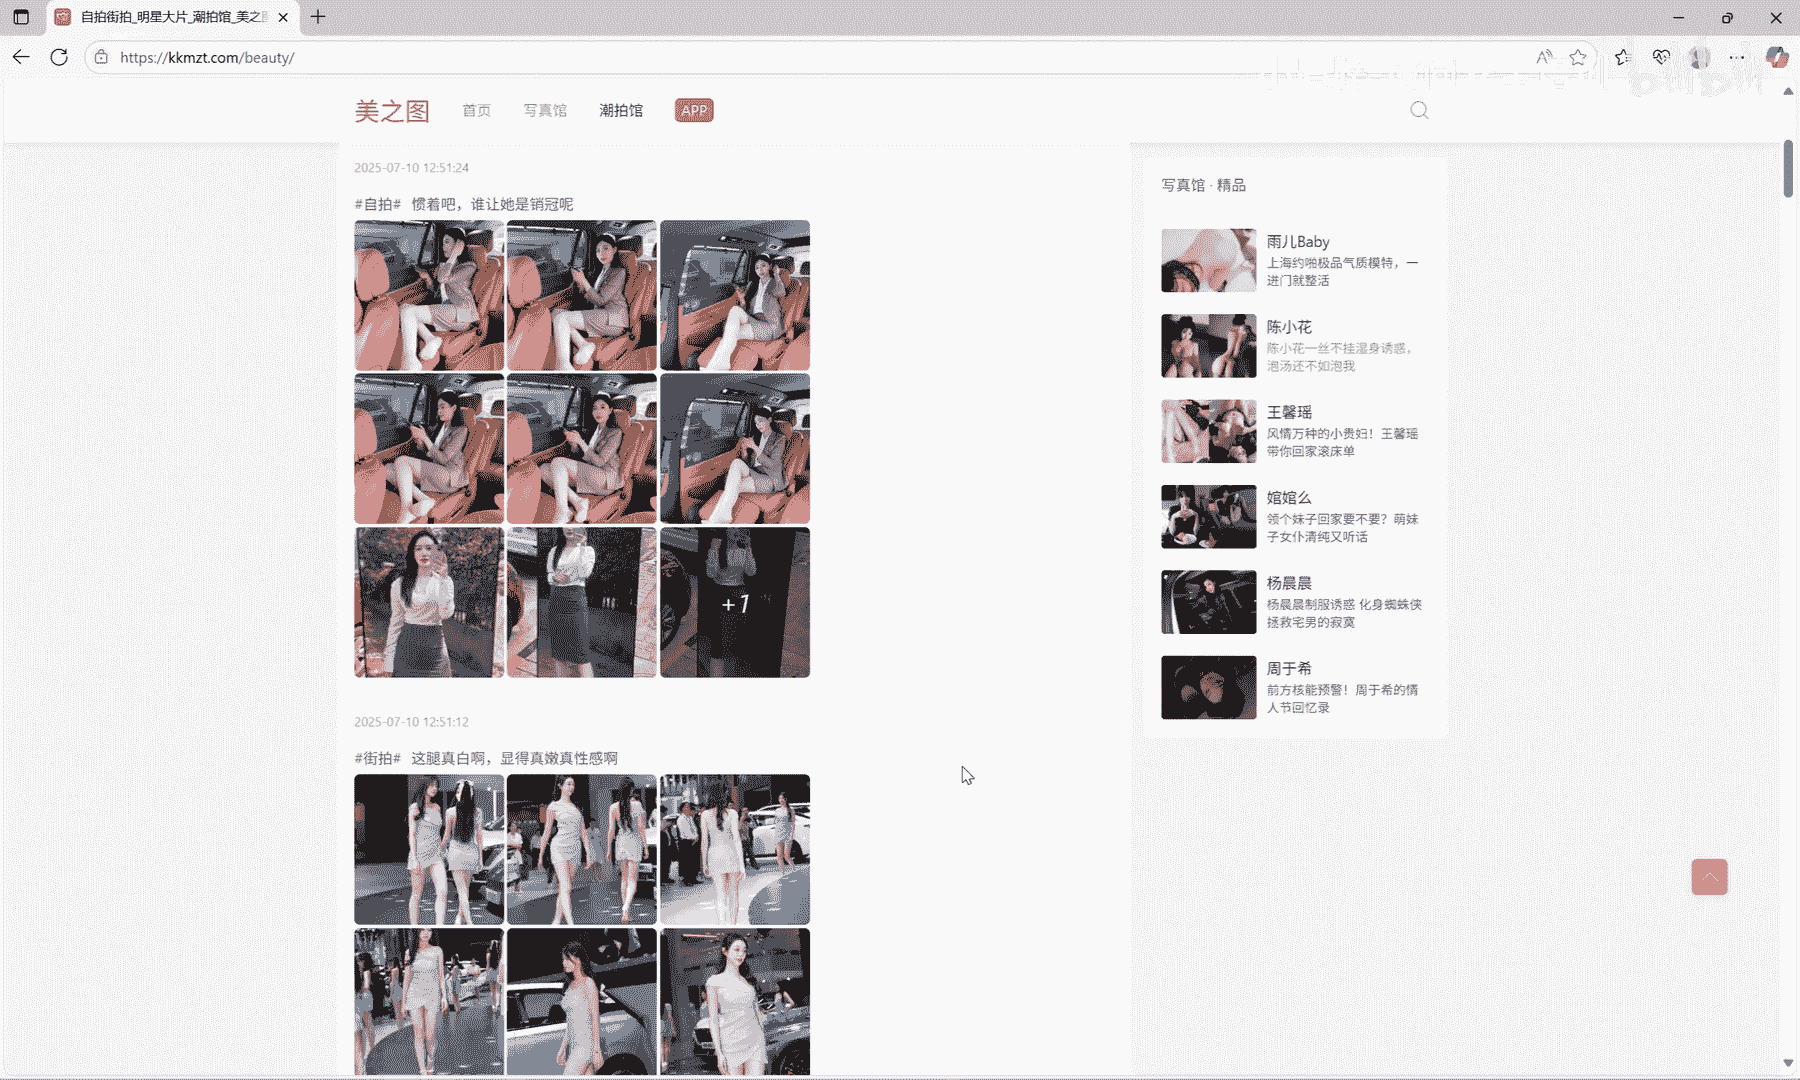 自拍街拍_明星大片_潮拍馆_美之图
https://kkmzt.com/beauty/
bilibili
美之图 首页 写真馆 潮拍馆 APP
2025-07-10 12:51:24
#自拍# 惯着吧，谁让她是销冠呢
+1
2025-07-10 12:51:12
#街拍# 这腿真白啊，显得真嫩真性感啊
写真馆 · 精品
雨儿Baby
上海约啪极品气质模特，一
进门就整活
陈小花
陈小花一丝不挂湿身诱惑，
泡汤还不如泡我
王馨瑶
风情万种的小贵妇！王馨瑶
带你回家滚床单
婠婠么
领个妹子回家要不要？萌妹
子女仆清纯又听话
杨晨晨
杨晨晨制服诱惑 化身蜘蛛侠
拯救宅男的寂寞
周于希
前方核能预警！周于希的情
人节回忆录